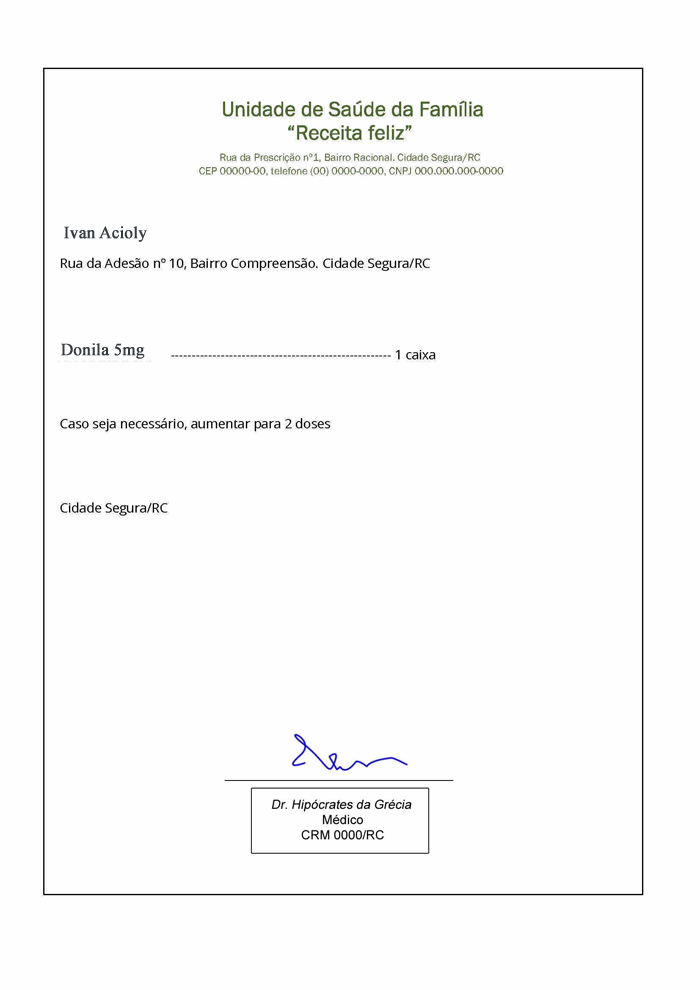 Unidade de Saúde da Família
“Receita feliz”
Rua da Prescrição nº1, Bairro Racional. Cidade Segura/RC
CEP 00000-00, telefone (00) 0000-0000, CNPJ 000.000.000-0000
Ivan Acioly
Rua da Adesão nº 10, Bairro Compreensão. Cidade Segura/RC
Donila 5mg ----------------------------------------------------- 1 caixa
Caso seja necessário, aumentar para 2 doses
Cidade Segura/RC
Dr. Hipócrates da Grécia
Médico
CRM 0000/RC